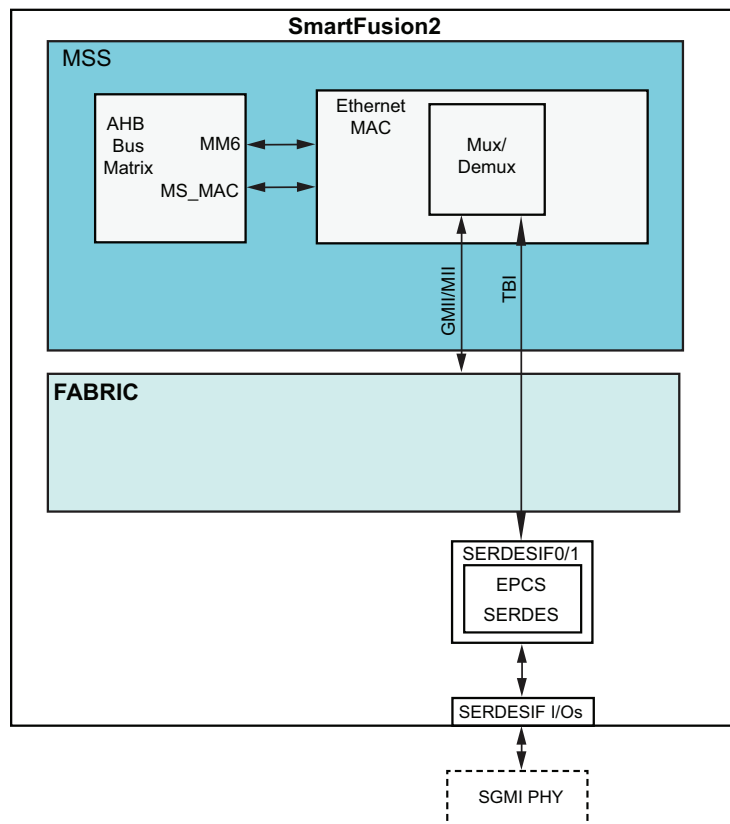 SmartFusion2
MSS
AHB
Bus
Matrix
MM6
MS_MAC
Ethernet
MAC
Mux/
Demux
GMII/MII
TBI
FABRIC
SERDESIF0/1
EPCS
SERDES
SERDESIF I/Os
SGMI PHY